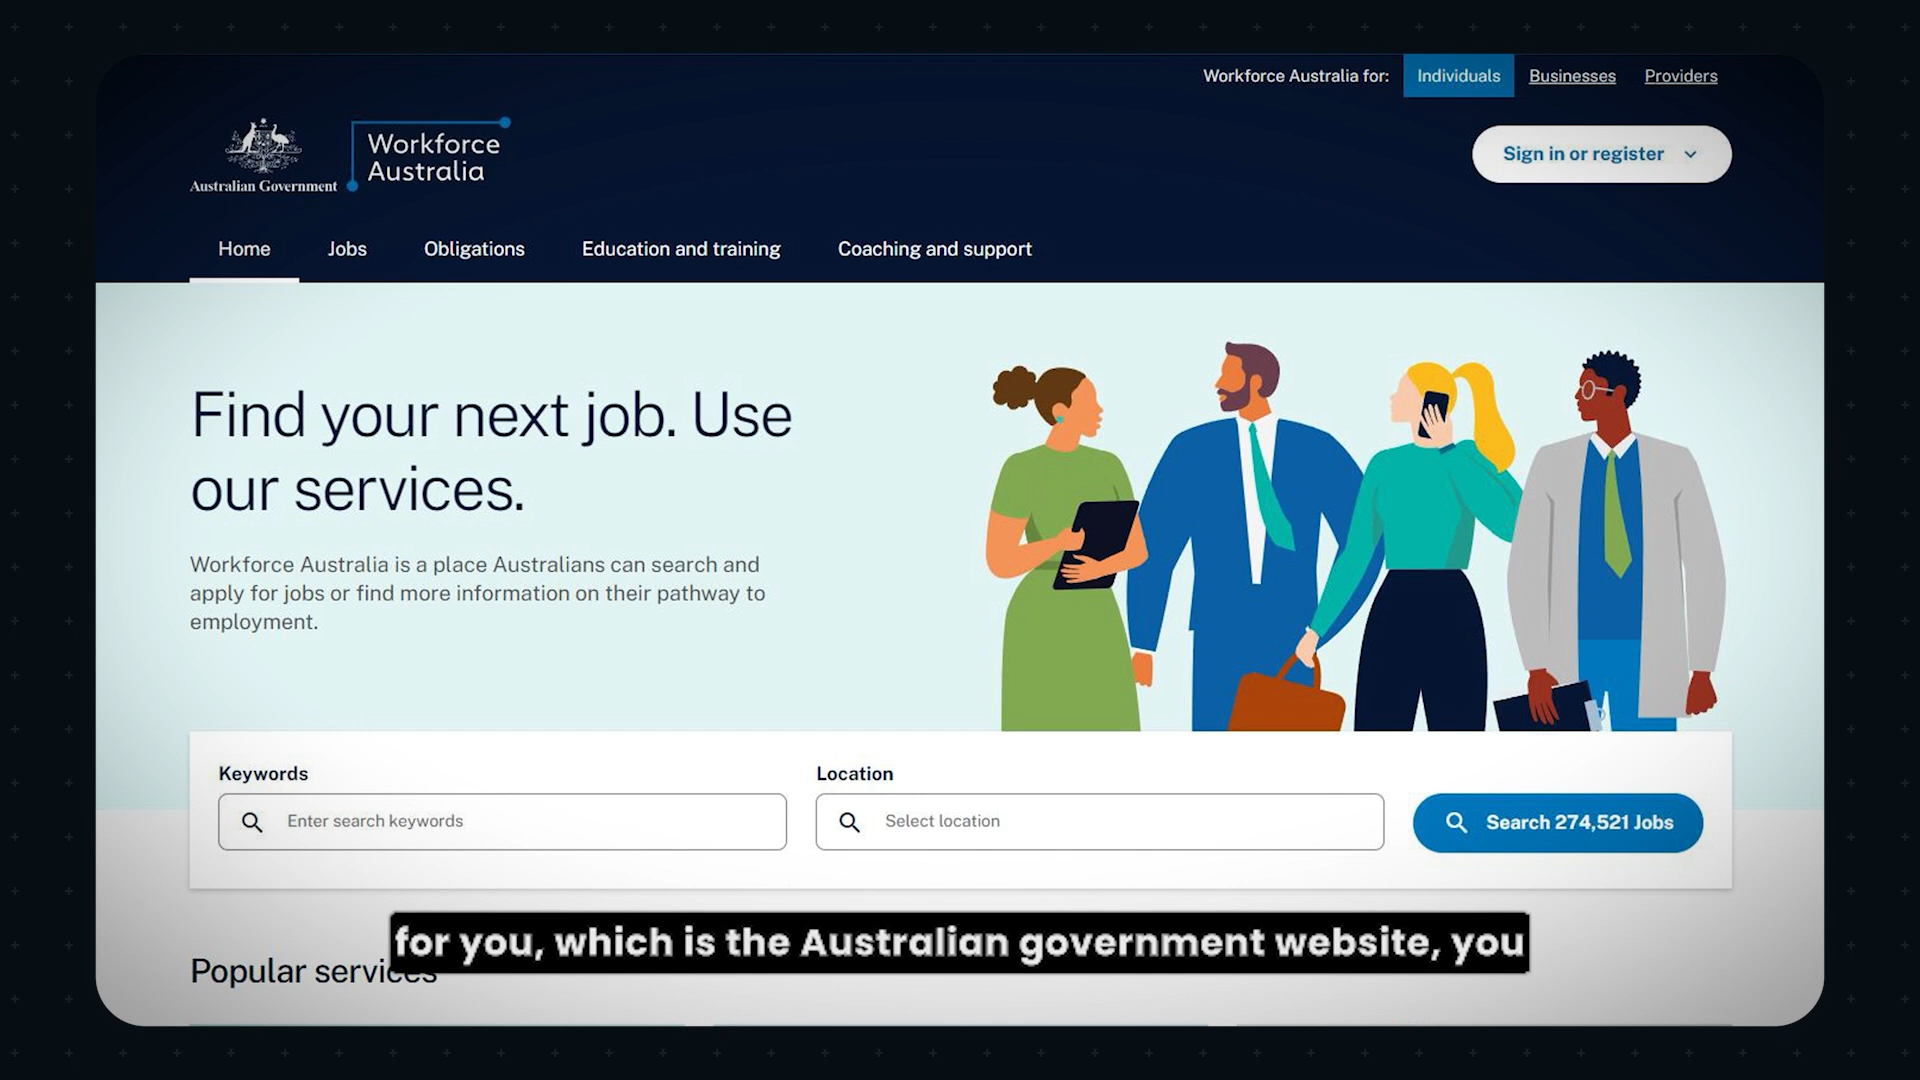 Workforce Australia for: Individuals Businesses Providers
Australian Government
Workforce
Australia
Sign in or register
Home Jobs Obligations Education and training Coaching and support
Find your next job. Use
our services.
Workforce Australia is a place Australians can search and
apply for jobs or find more information on their pathway to
employment.
Keywords Location
Enter search keywords Select location Search 274,521 Jobs
for you, which is the Australian government website, you
Popular services